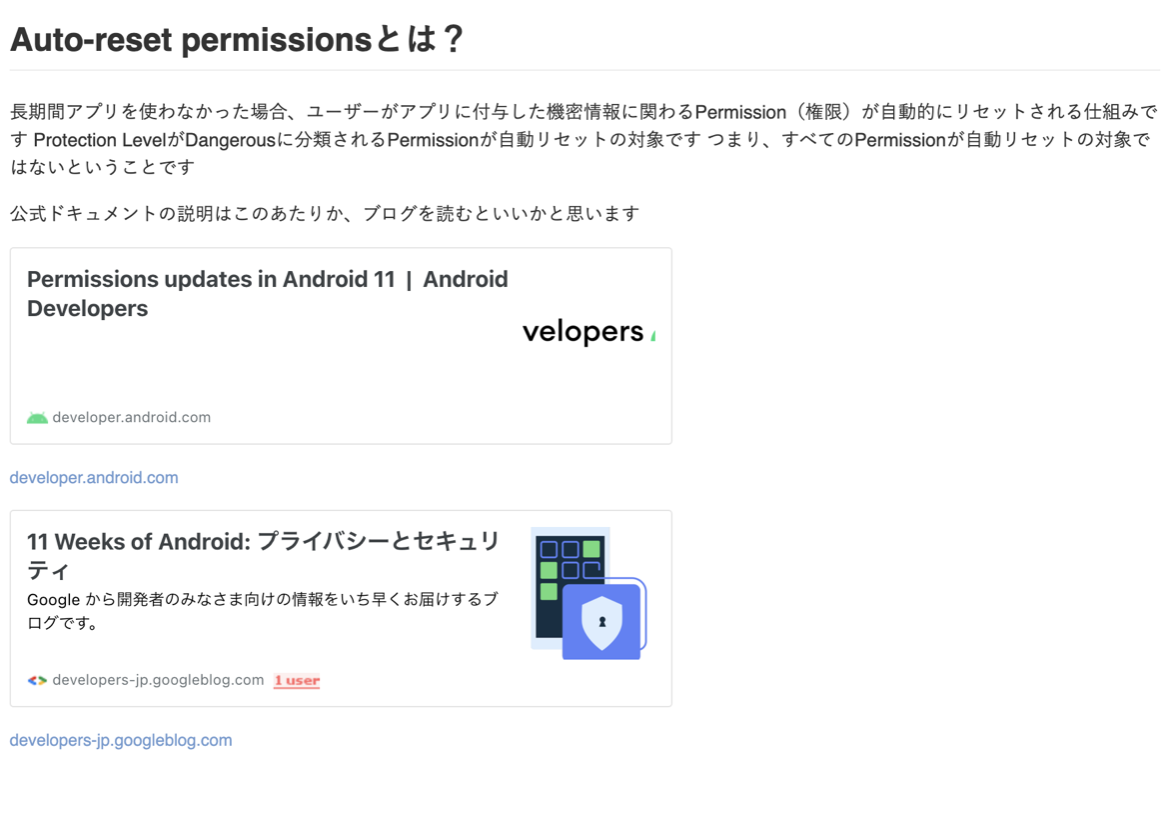 Auto-reset permissionsとは？
長期間アプリを使わなかった場合、ユーザーがアプリに付与した機密情報に関わるPermission（権限）が自動的にリセットされる仕組みで
す Protection LevelがDangerousに分類されるPermissionが自動リセットの対象です つまり、すべてのPermissionが自動リセットの対象で
はないということです
公式ドキュメントの説明はこのあたりか、ブログを読むといいかと思います
Permissions updates in Android 11 | Android
Developers
velopers
developer.android.com
developer.android.com
11 Weeks of Android: プライバシーとセキュリ
ティ
Google から開発者のみなさま向けの情報をいち早くお届けするブ
ログです。
developers-jp.googleblog.com 1 user
developers-jp.googleblog.com